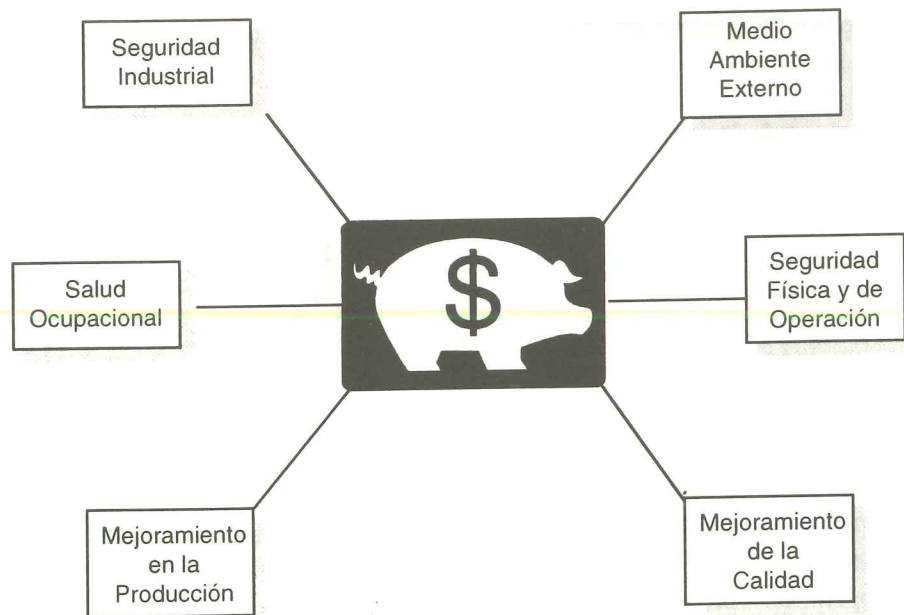 Seguridad
Industrial
Medio
Ambiente
Externo
Salud
Ocupacional
$
Seguridad
Física y de
Operación
Mejoramiento
en la
Producción
Mejoramiento
de la
Calidad